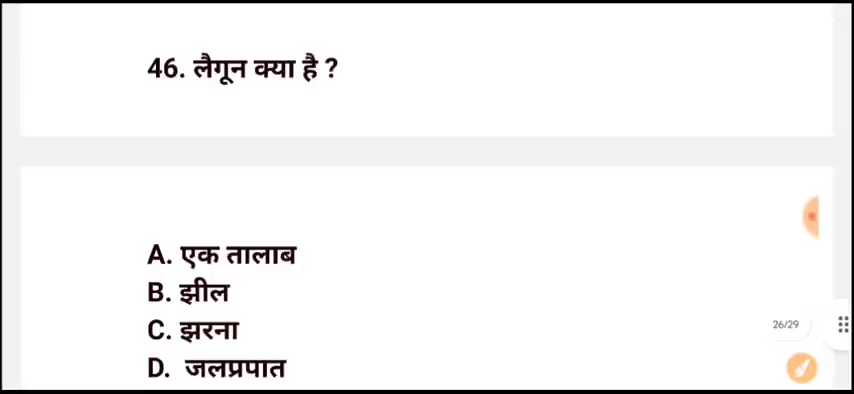 46. लैगून क्या है ?
A. एक तालाब
B. झील
26/29
C. झरना
D. जलप्रपात